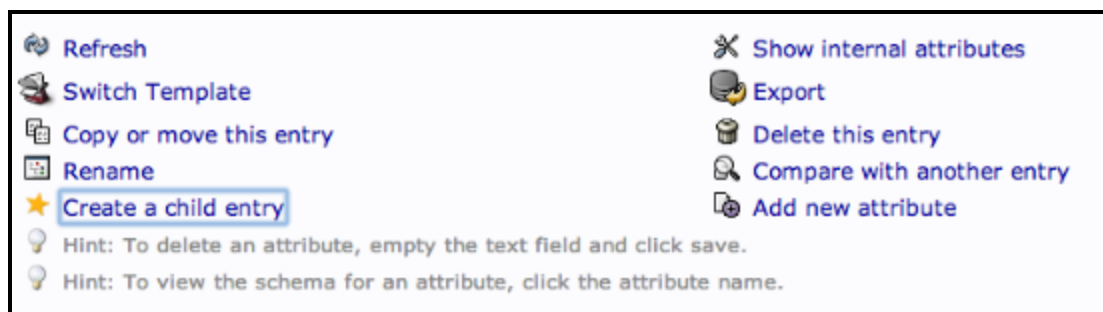 Refresh
Show internal attributes
Switch Template
Export
Copy or move this entry
Delete this entry
Rename
Compare with another entry
Create a child entry
Add new attribute
Hint: To delete an attribute, empty the text field and click save.
Hint: To view the schema for an attribute, click the attribute name.